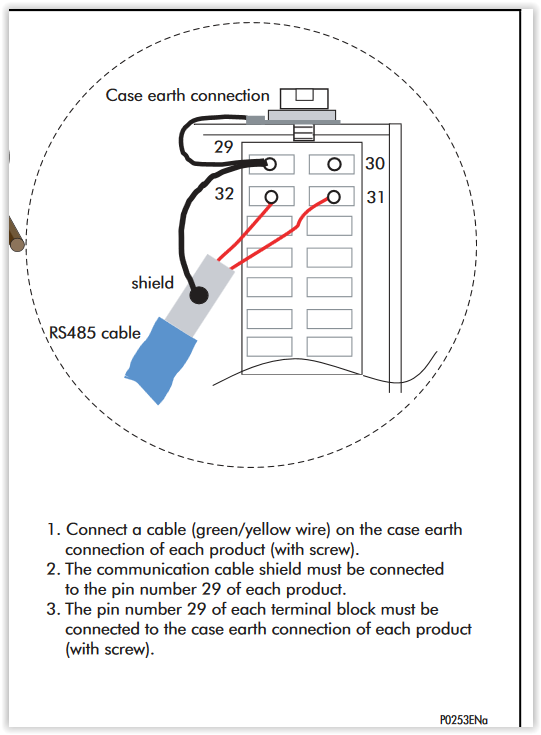 Case earth connection
29
30
32
31
shield
RS485 cable
1. Connect a cable (green/yellow wire) on the case earth
connection of each product (with screw).
2. The communication cable shield must be connected
to the pin number 29 of each product.
3. The pin number 29 of each terminal block must be
connected to the case earth connection of each product
(with screw).
P0253ENa